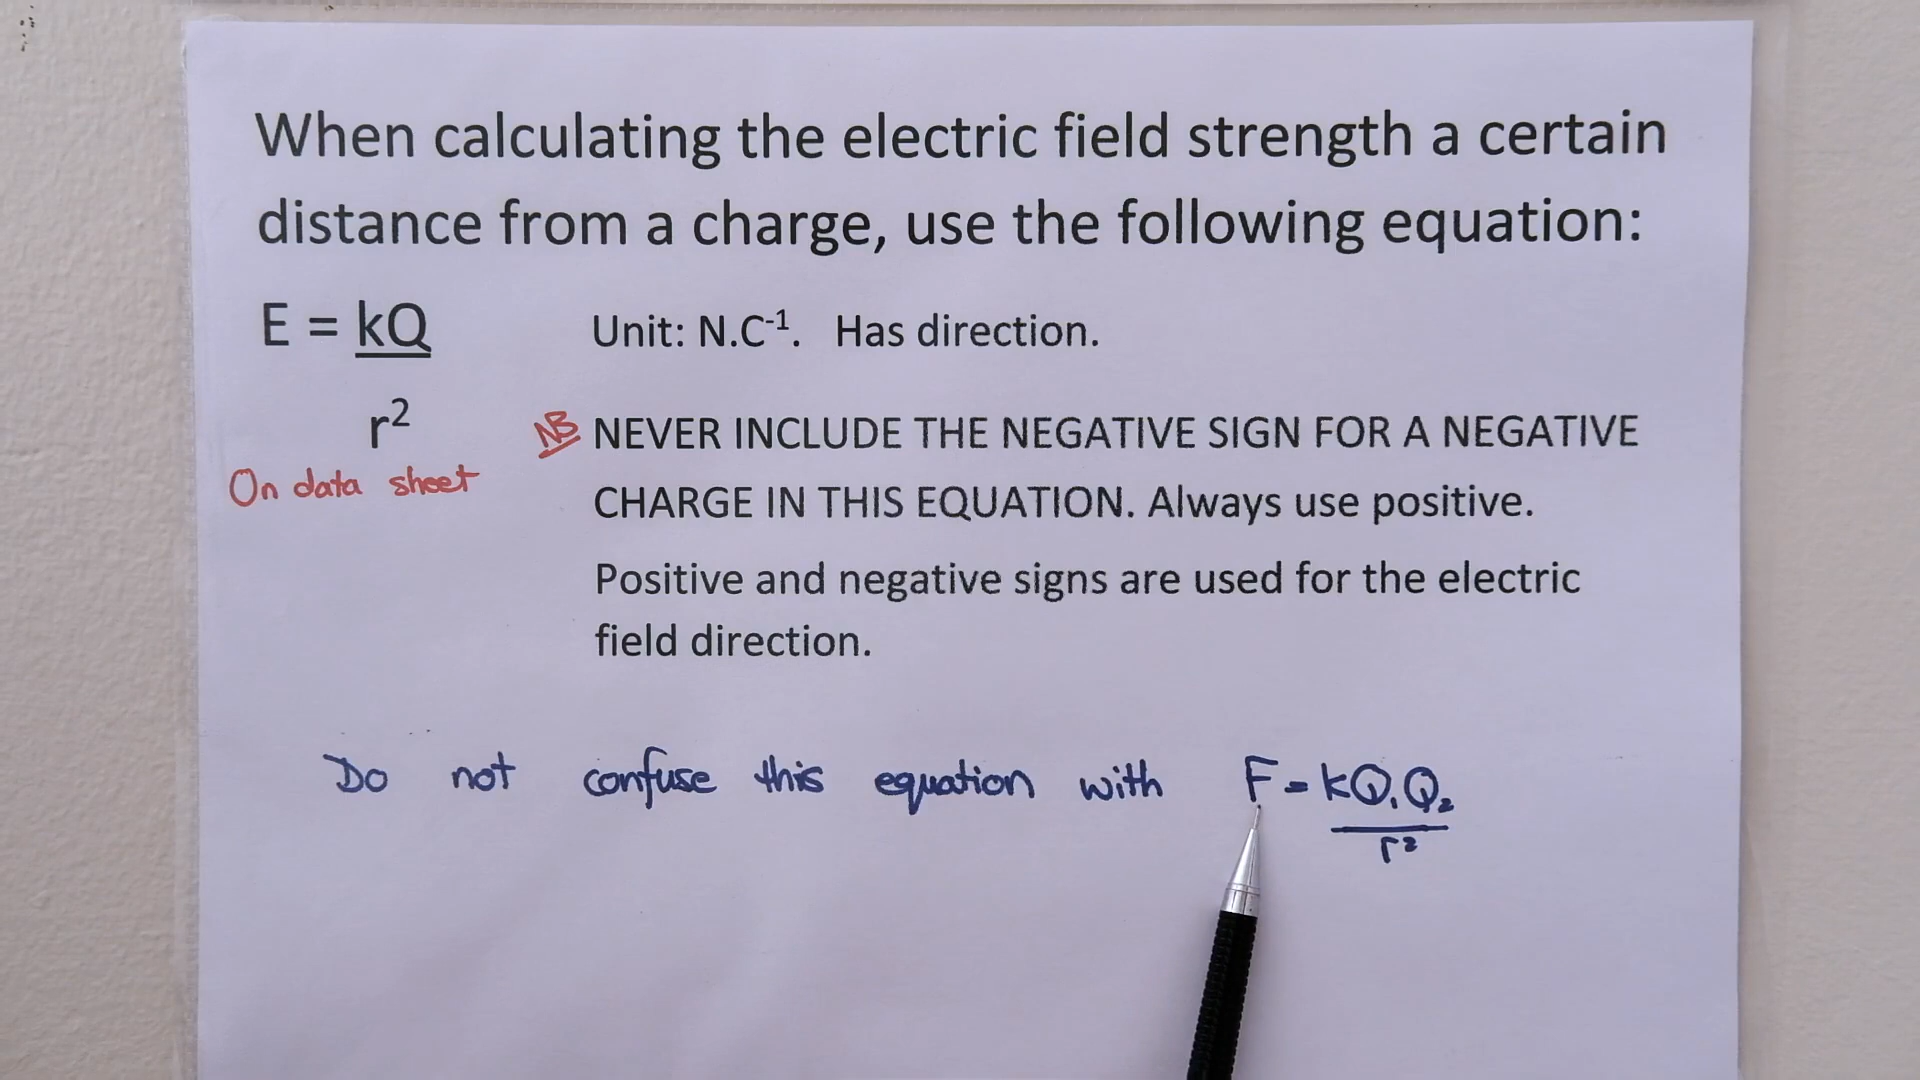 When calculating the electric field strength a certain
distance from a charge, use the following equation:
E = kQ
r²
Unit: N.C⁻¹. Has direction.
On data sheet
NB NEVER INCLUDE THE NEGATIVE SIGN FOR A NEGATIVE
CHARGE IN THIS EQUATION. Always use positive.
Positive and negative signs are used for the electric
field direction.
Do not confuse this equation with F = kQ₁Q₂
r²